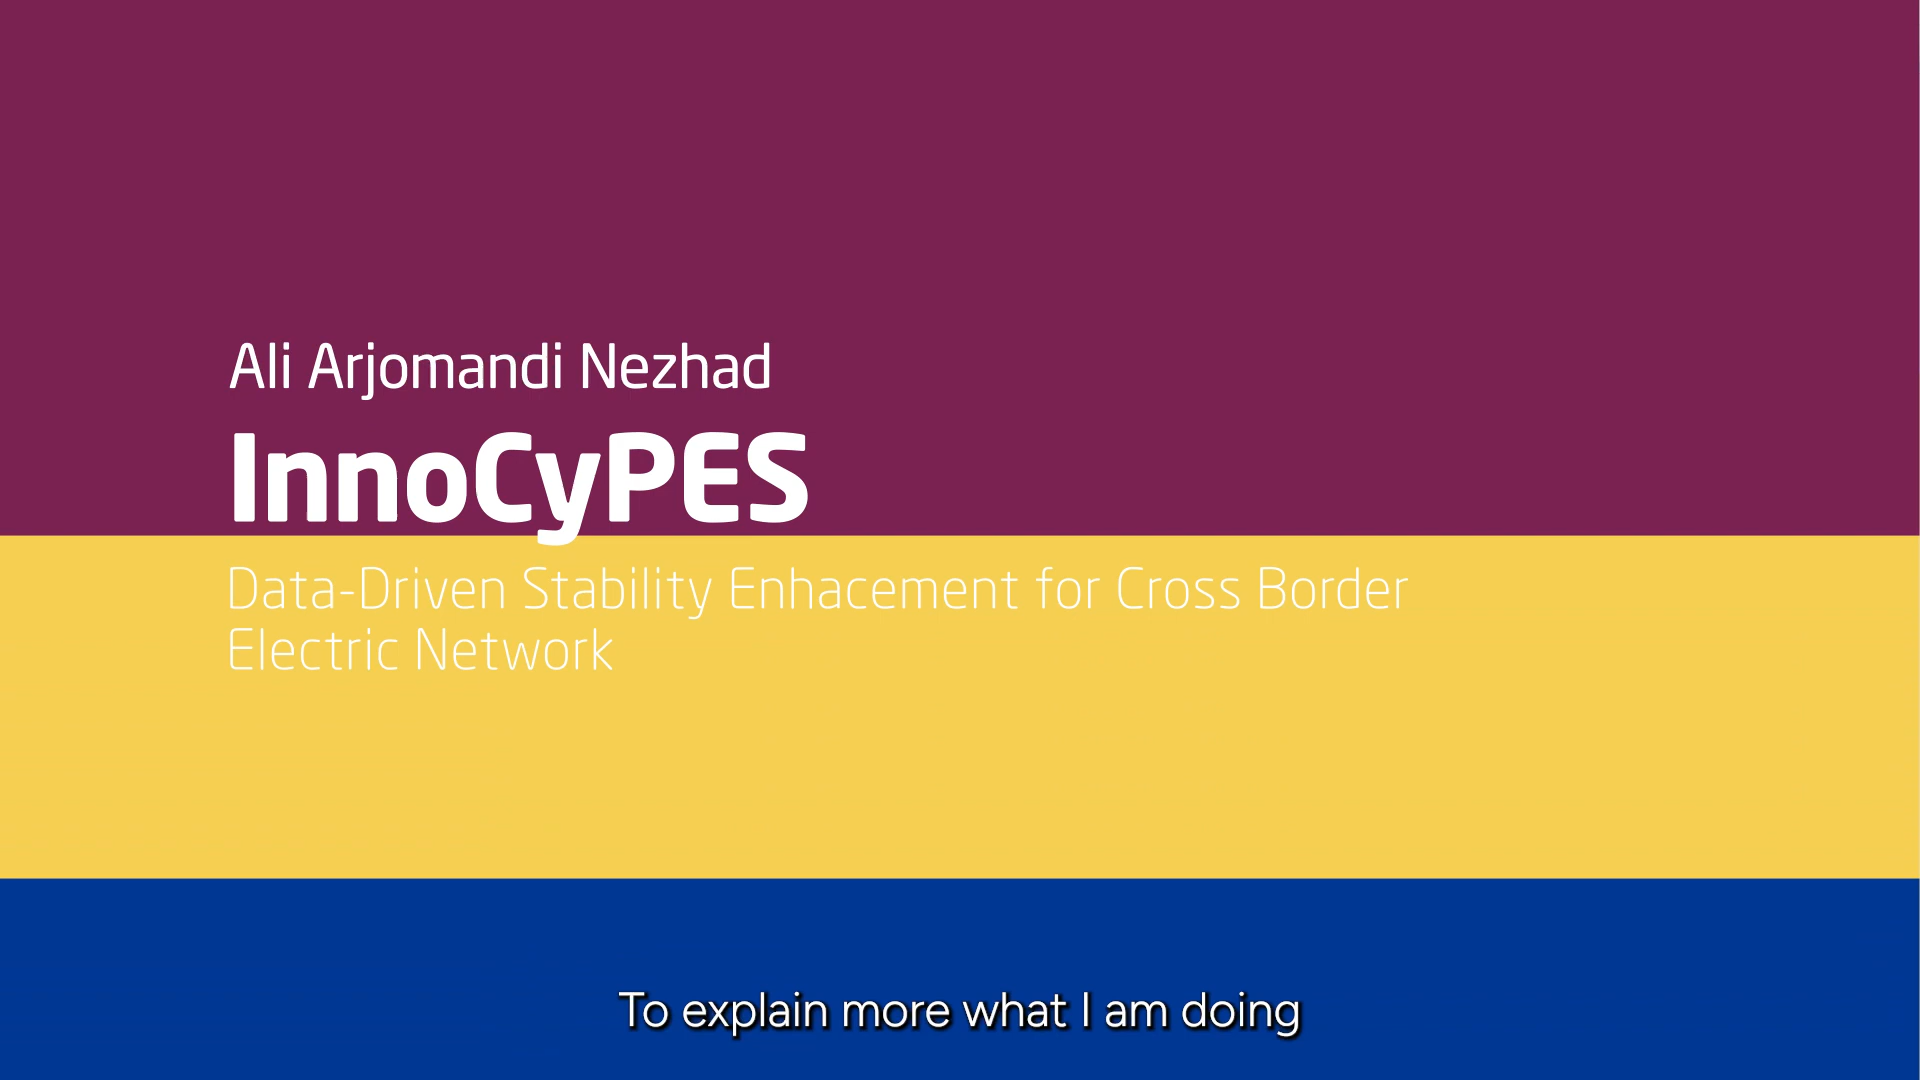 Ali Arjomandi Nezhad
InnoCyPES
Data-Driven Stability Enhacement for Cross Border
Electric Network
To explain more what I am doing